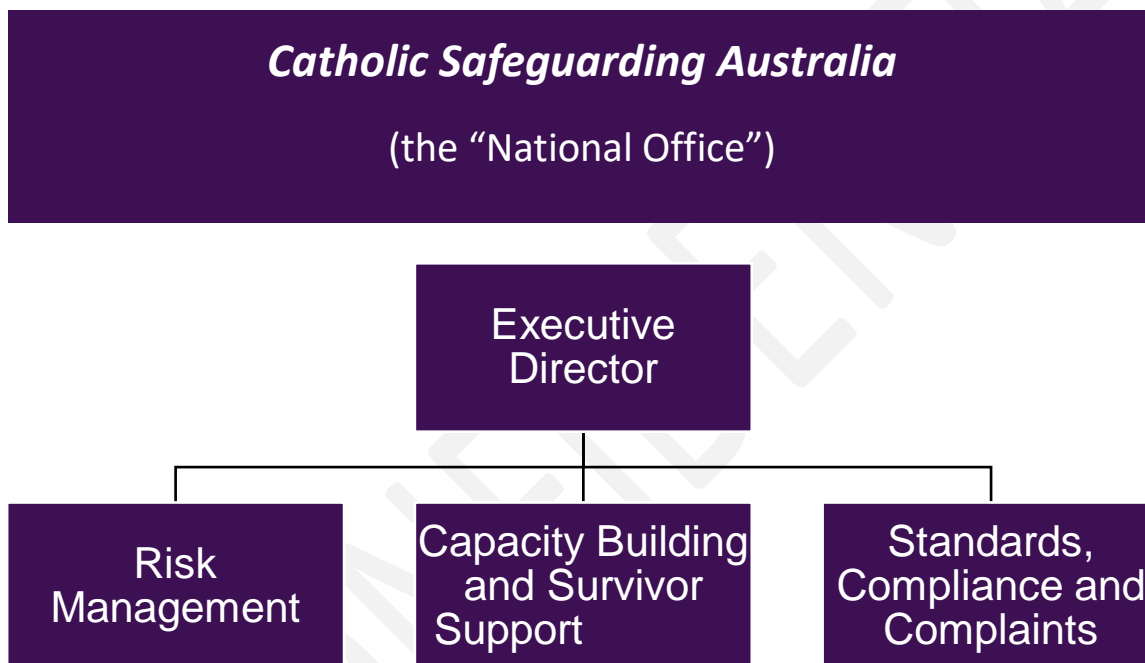 Catholic Safeguarding Australia
(the “National Office”)
Executive
Director
Risk
Management
Capacity Building
and Survivor
Support
Standards,
Compliance and
Complaints